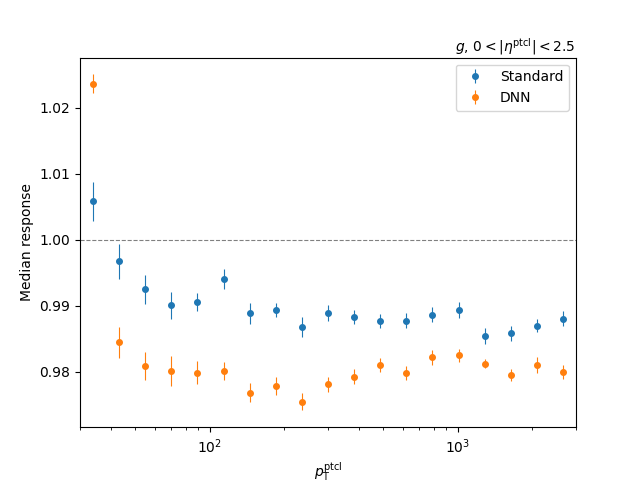 g, 0 < |η^ptcl| < 2.5
Standard
DNN
Median response
1.02
1.01
1.00
0.99
0.98
10^2
10^3
p_T^ptcl